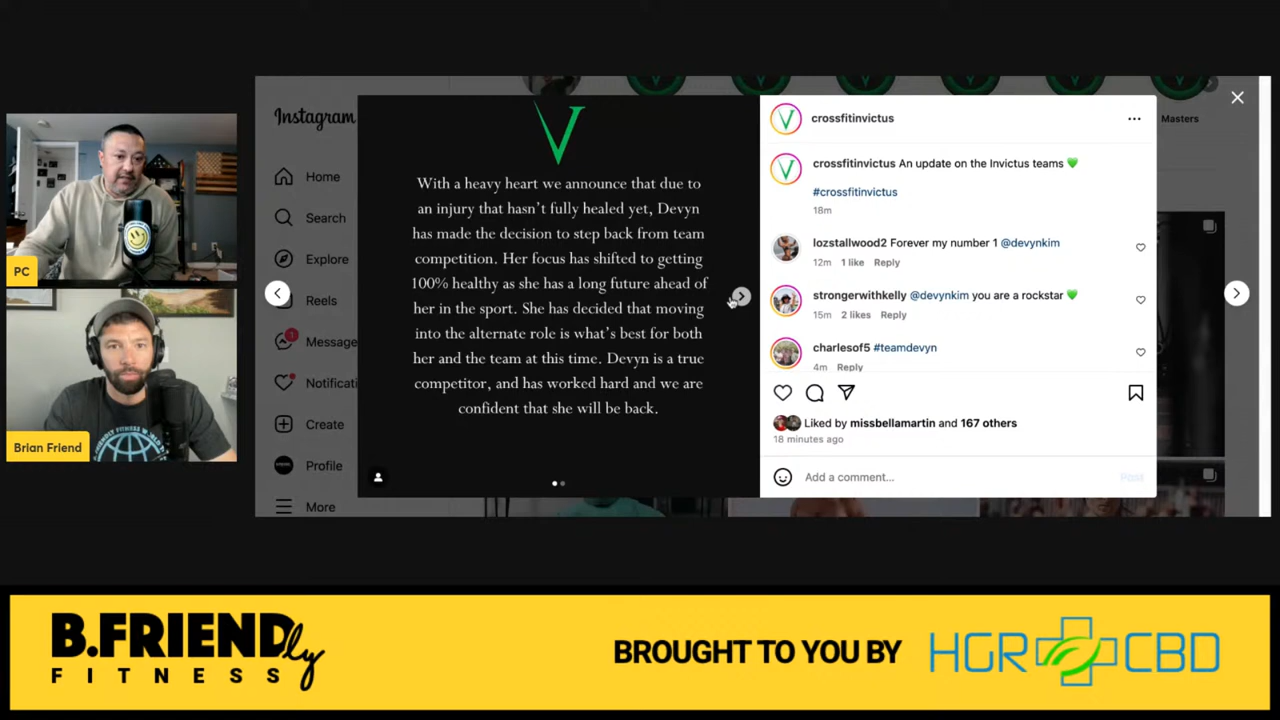 PC
Brian Friend
Instagram
Home
Search
Explore
Reels
1
Message
Notificati
Create
Profile
More
V
With a heavy heart we announce that due to
an injury that hasn't fully healed yet, Devyn
has made the decision to step back from team
competition. Her focus has shifted to getting
100% healthy as she has a long future ahead of
her in the sport. She has decided that moving
into the alternate role is what's best for both
her and the team at this time. Devyn is a true
competitor, and has worked hard and we are
confident that she will be back.
crossfitinvictus
crossfitinvictus An update on the Invictus teams 💚
#crossfitinvictus
18m
lozstallwood2 Forever my number 1 @devynkim
12m 1 like Reply
strongerwithkelly @devynkim you are a rockstar 💚
15m 2 likes Reply
charlesof5 #teamdevyn
4m Reply
Liked by missbellamartin and 167 others
18 minutes ago
Add a comment...
Post
Masters
B.FRIENDly
FITNESS
BROUGHT TO YOU BY
HGR CBD